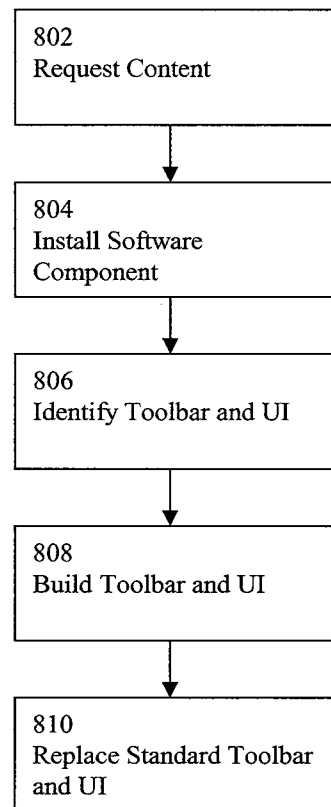 802
Request Content
804
Install Software
Component
806
Identify Toolbar and UI
808
Build Toolbar and UI
810
Replace Standard Toolbar
and UI